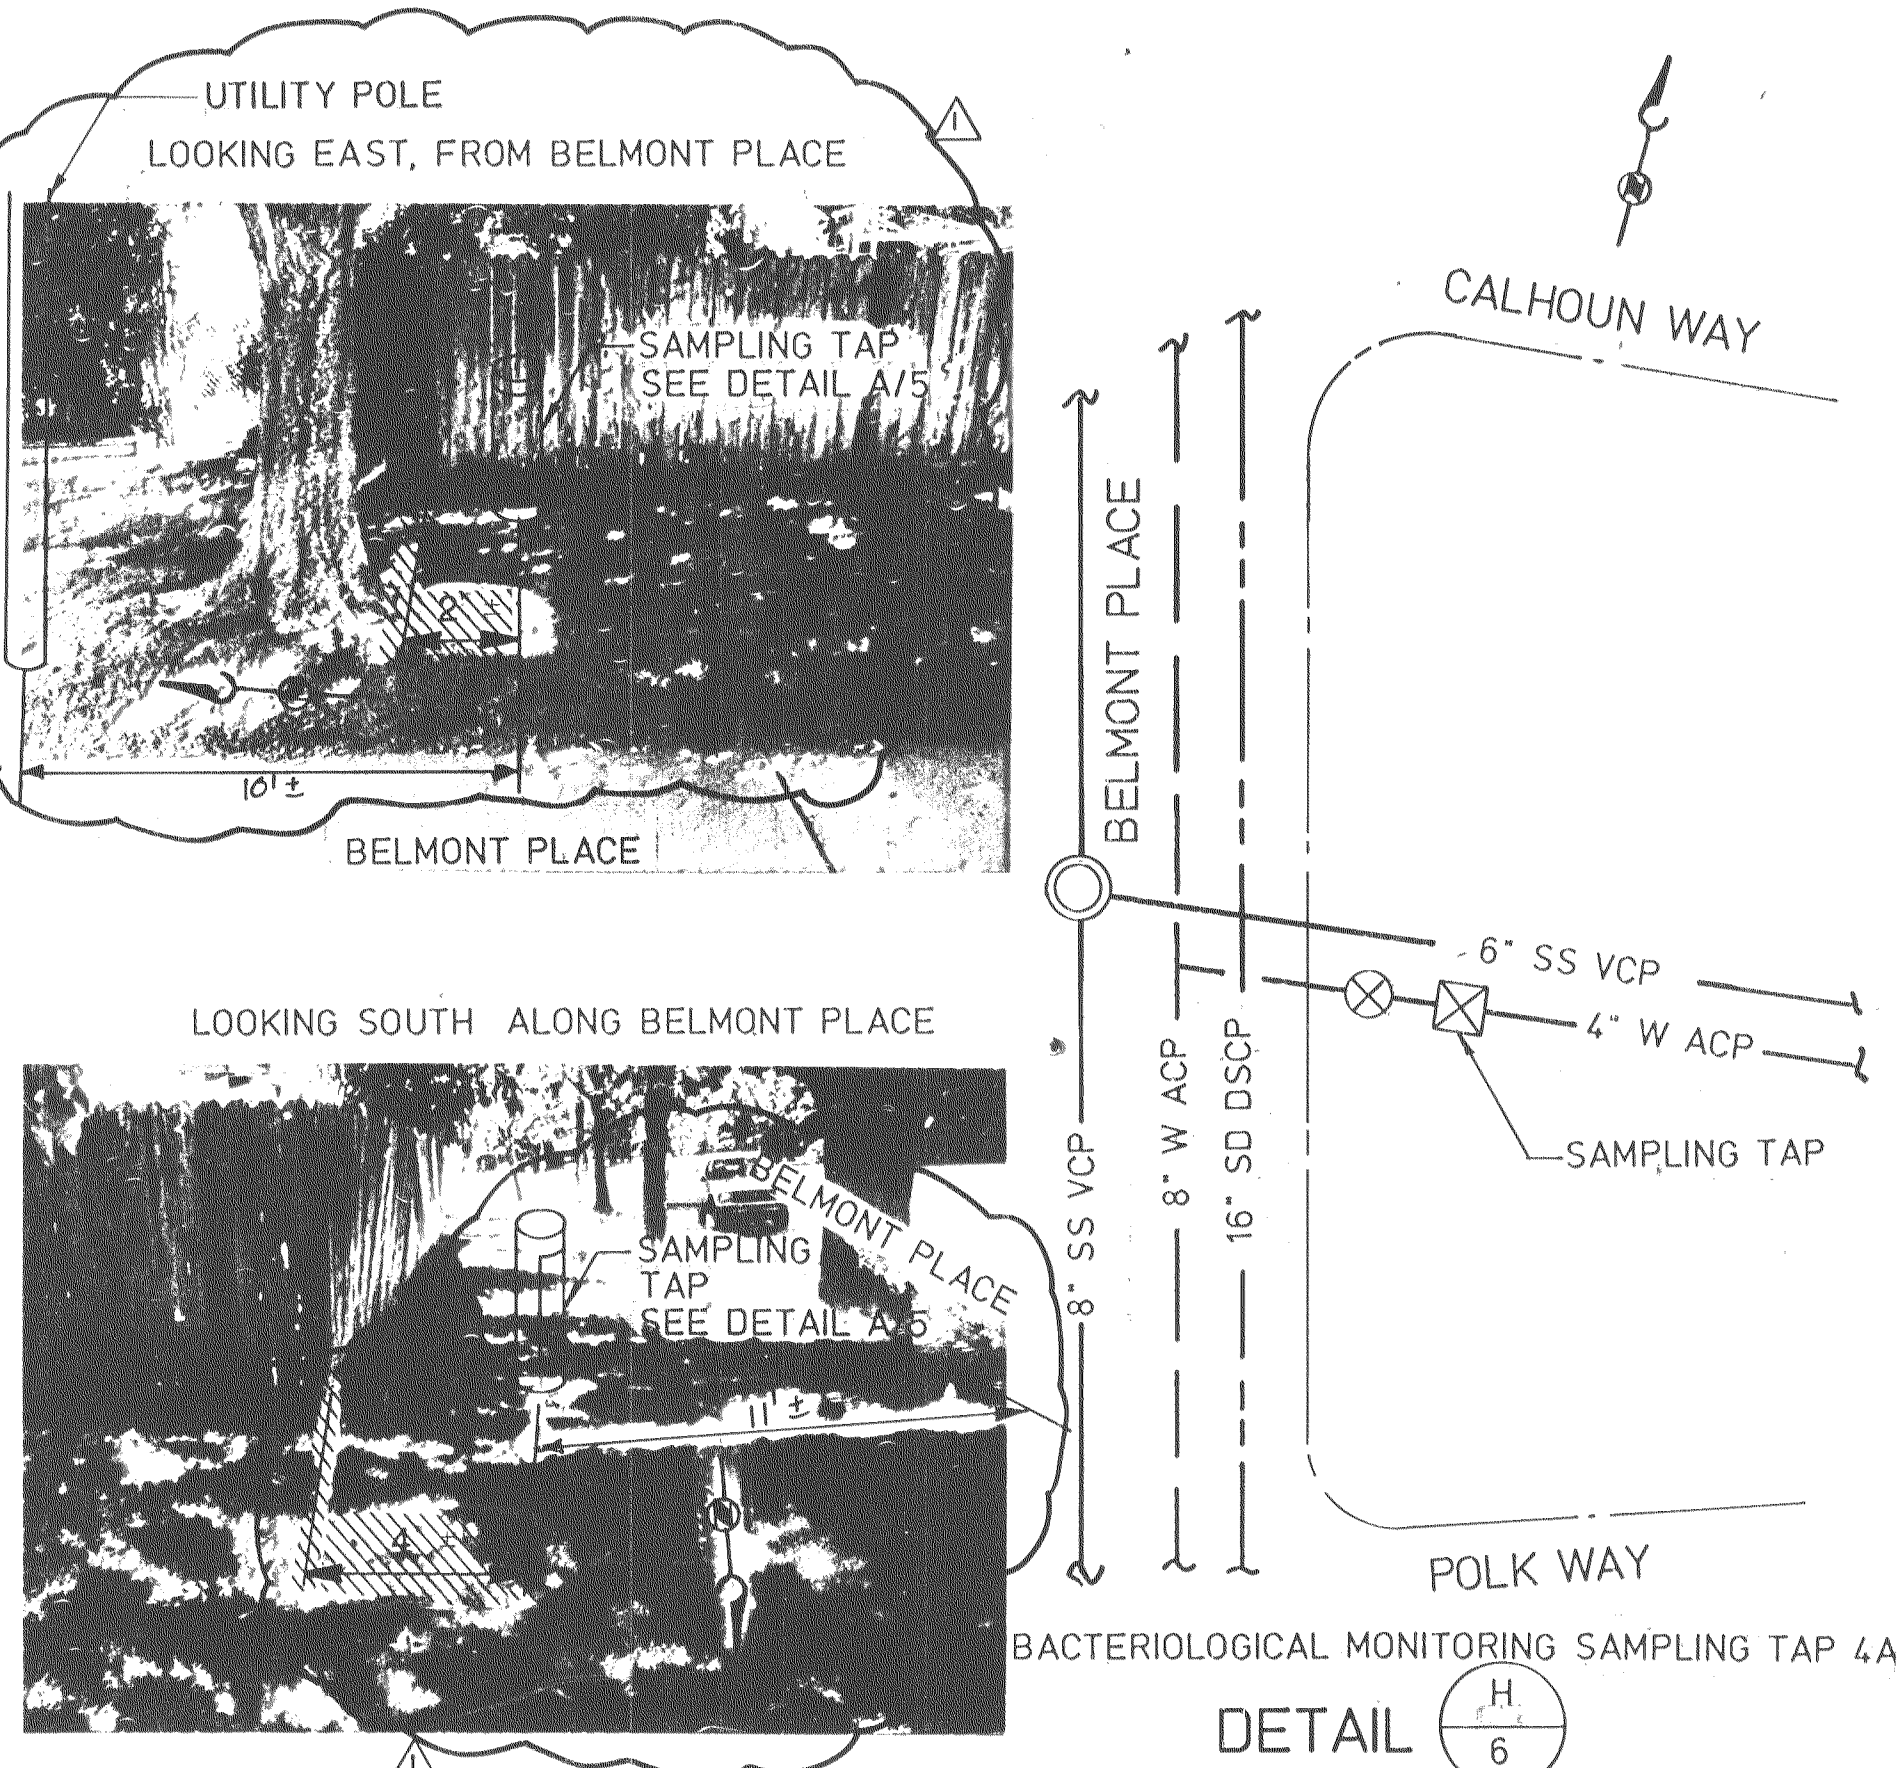 UTILITY POLE
LOOKING EAST, FROM BELMONT PLACE
1
SAMPLING TAP
SEE DETAIL A/5
2' ±
10' ±
BELMONT PLACE
LOOKING SOUTH ALONG BELMONT PLACE
BELMONT PLACE
SAMPLING
TAP
SEE DETAIL A/5
11' ±
N
4' ±
1
N
CALHOUN WAY
BELMONT PLACE
6" SS VCP
4" W ACP
8" SS VCP
8" W ACP
16" SD DSCP
SAMPLING TAP
POLK WAY
BACTERIOLOGICAL MONITORING SAMPLING TAP 4A
DETAIL
H
6